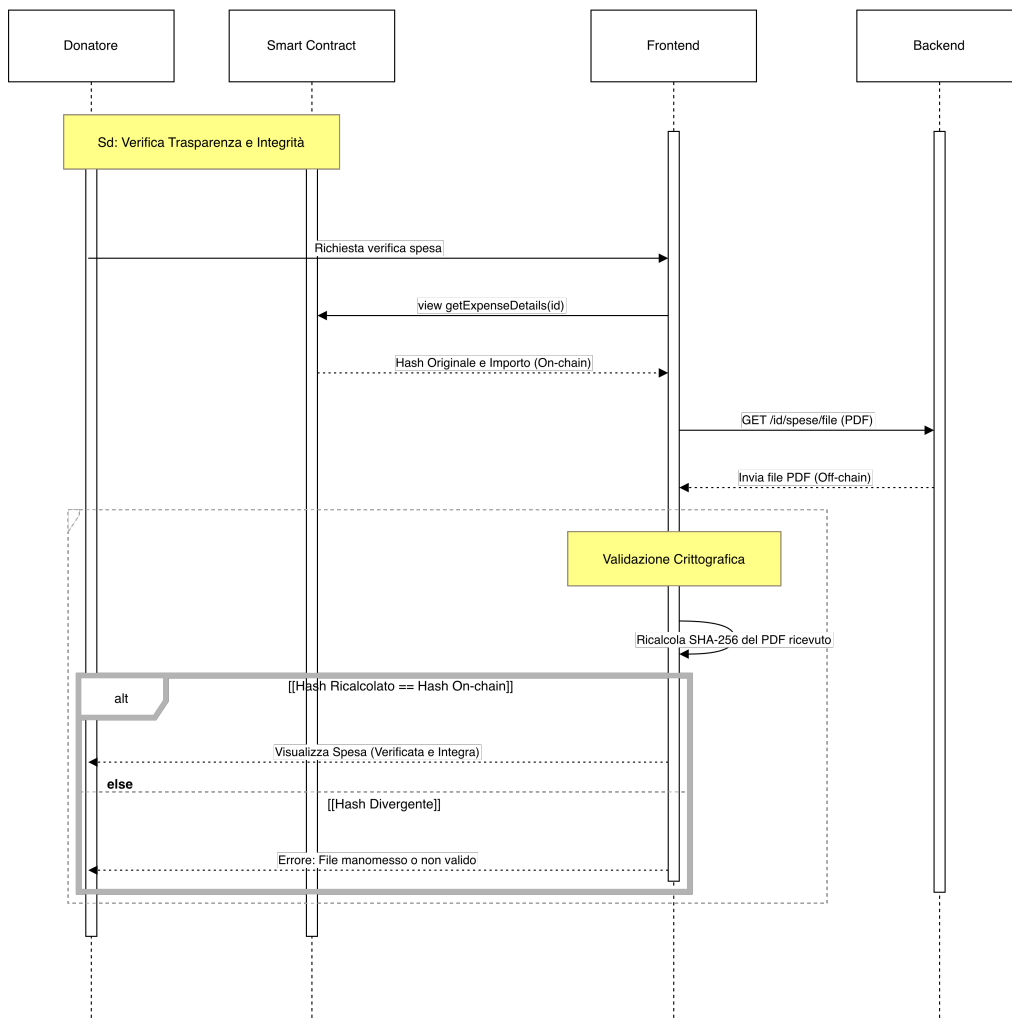 Donatore
Smart Contract
Frontend
Backend
Sd: Verifica Trasparenza e Integrità
Richiesta verifica spesa
view getExpenseDetails(id)
Hash Originale e Importo (On-chain)
GET /id/spese/file (PDF)
Invia file PDF (Off-chain)
Validazione Crittografica
Ricalcola SHA-256 del PDF ricevuto
[[Hash Ricalcolato == Hash On-chain]]
alt
Visualizza Spesa (Verificata e Integra)
else
[[Hash Divergente]]
Errore: File manomesso o non valido